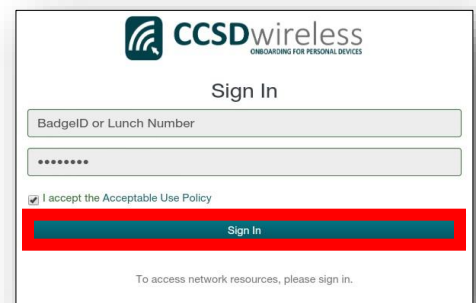 CCSDwireless
ONBOARDING FOR PERSONAL DEVICES
Sign In
BadgeID or Lunch Number
••••••••
I accept the Acceptable Use Policy
Sign In
To access network resources, please sign in.